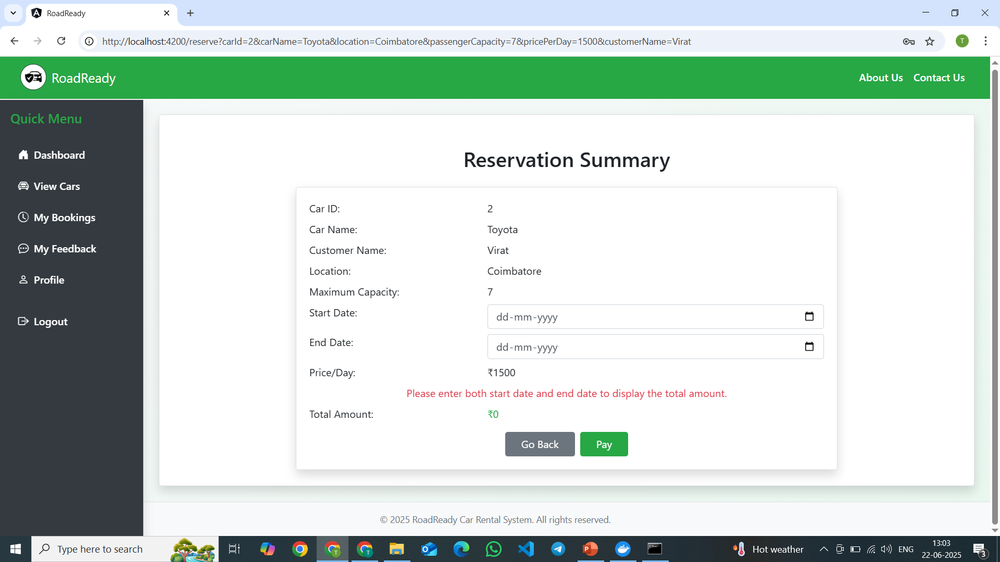 RoadReady
http://localhost:4200/reserve?carId=2&carName=Toyota&location=Coimbatore&passengerCapacity=7&pricePerDay=1500&customerName=Virat
T
RoadReady
About Us Contact Us
Quick Menu
Dashboard
View Cars
My Bookings
My Feedback
Profile
Logout
Reservation Summary
Car ID: 2
Car Name: Toyota
Customer Name: Virat
Location: Coimbatore
Maximum Capacity: 7
Start Date: dd-mm-yyyy
End Date: dd-mm-yyyy
Price/Day: ₹1500
Please enter both start date and end date to display the total amount.
Total Amount: ₹0
Go Back Pay
© 2025 RoadReady Car Rental System. All rights reserved.
Type here to search
Hot weather
ENG
13:03
22-06-2025
3